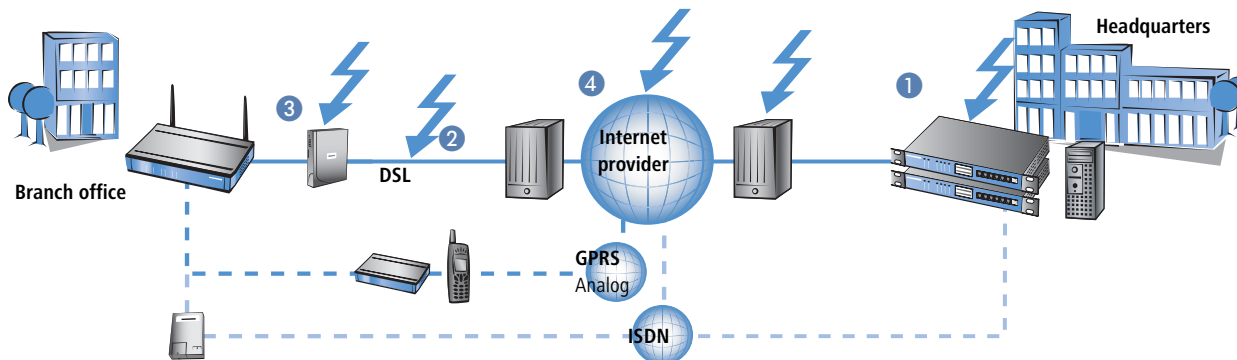 Headquarters
1
4
3
2
Internet
provider
DSL
Branch office
GPRS
Analog
ISDN